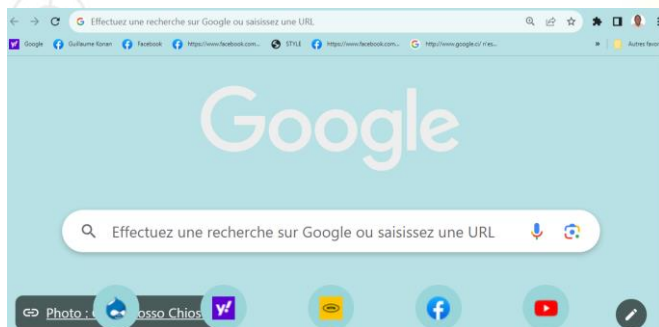 Effectuez une recherche sur Google ou saisissez une URL
Google Guillaume Konan Facebook https://www.facebook.com... STYLE https://www.facebook.com... http://www.google.ci/ Autres favor
Google
Effectuez une recherche sur Google ou saisissez une URL
Photo : osso Chios
y!